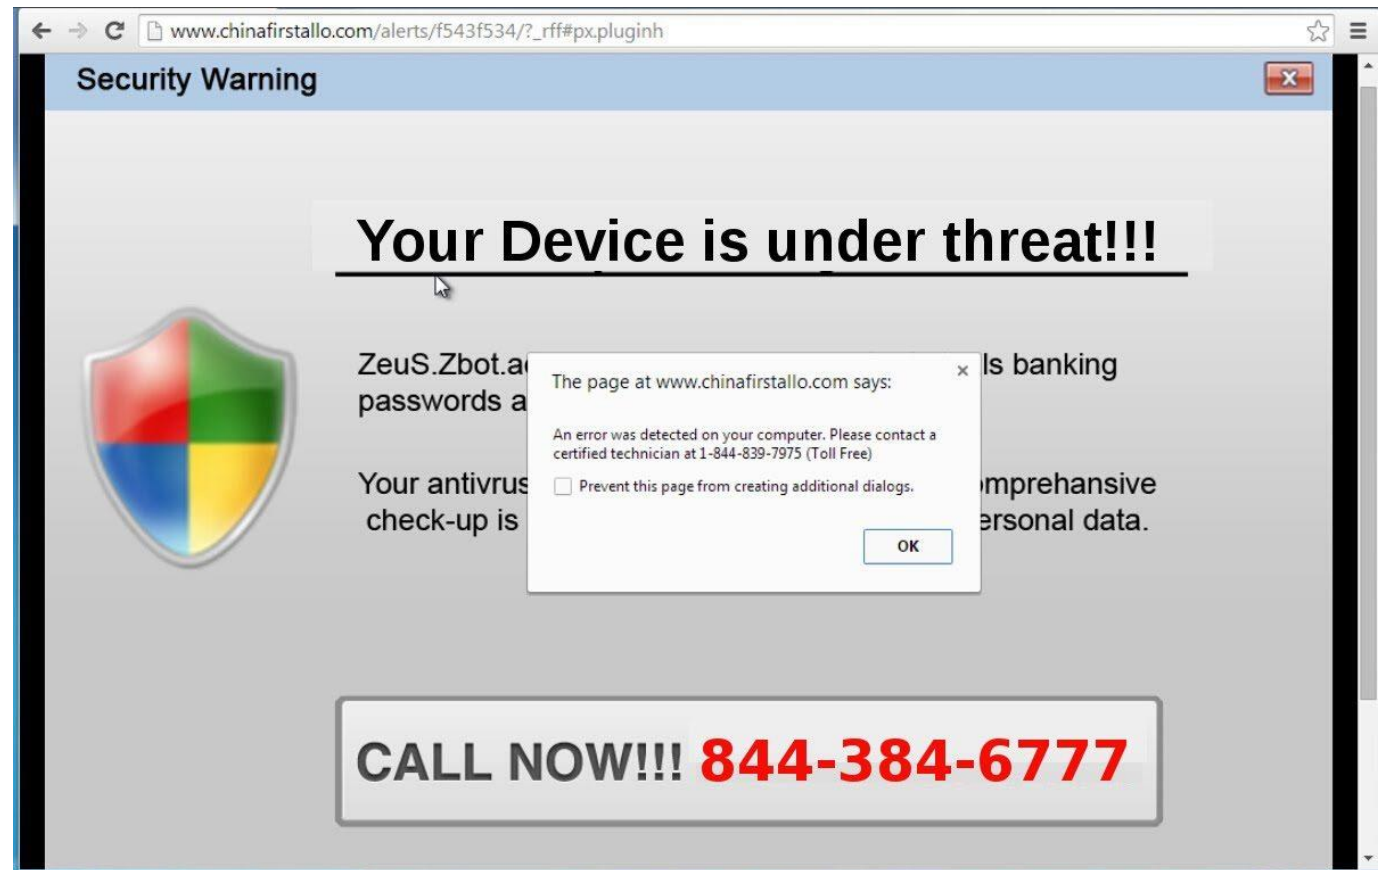 www.chinafirstallo.com/alerts/f543f534/?_rff#px.pluginh
Security Warning
Your Device is under threat!!!
ZeuS.Zbot.a
ls banking
passwords a
The page at www.chinafirstallo.com says:
An error was detected on your computer. Please contact a
certified technician at 1-844-839-7975 (Toll Free)
Prevent this page from creating additional dialogs.
OK
Your antivrus
mprehansive
check-up is
ersonal data.
CALL NOW!!! 844-384-6777